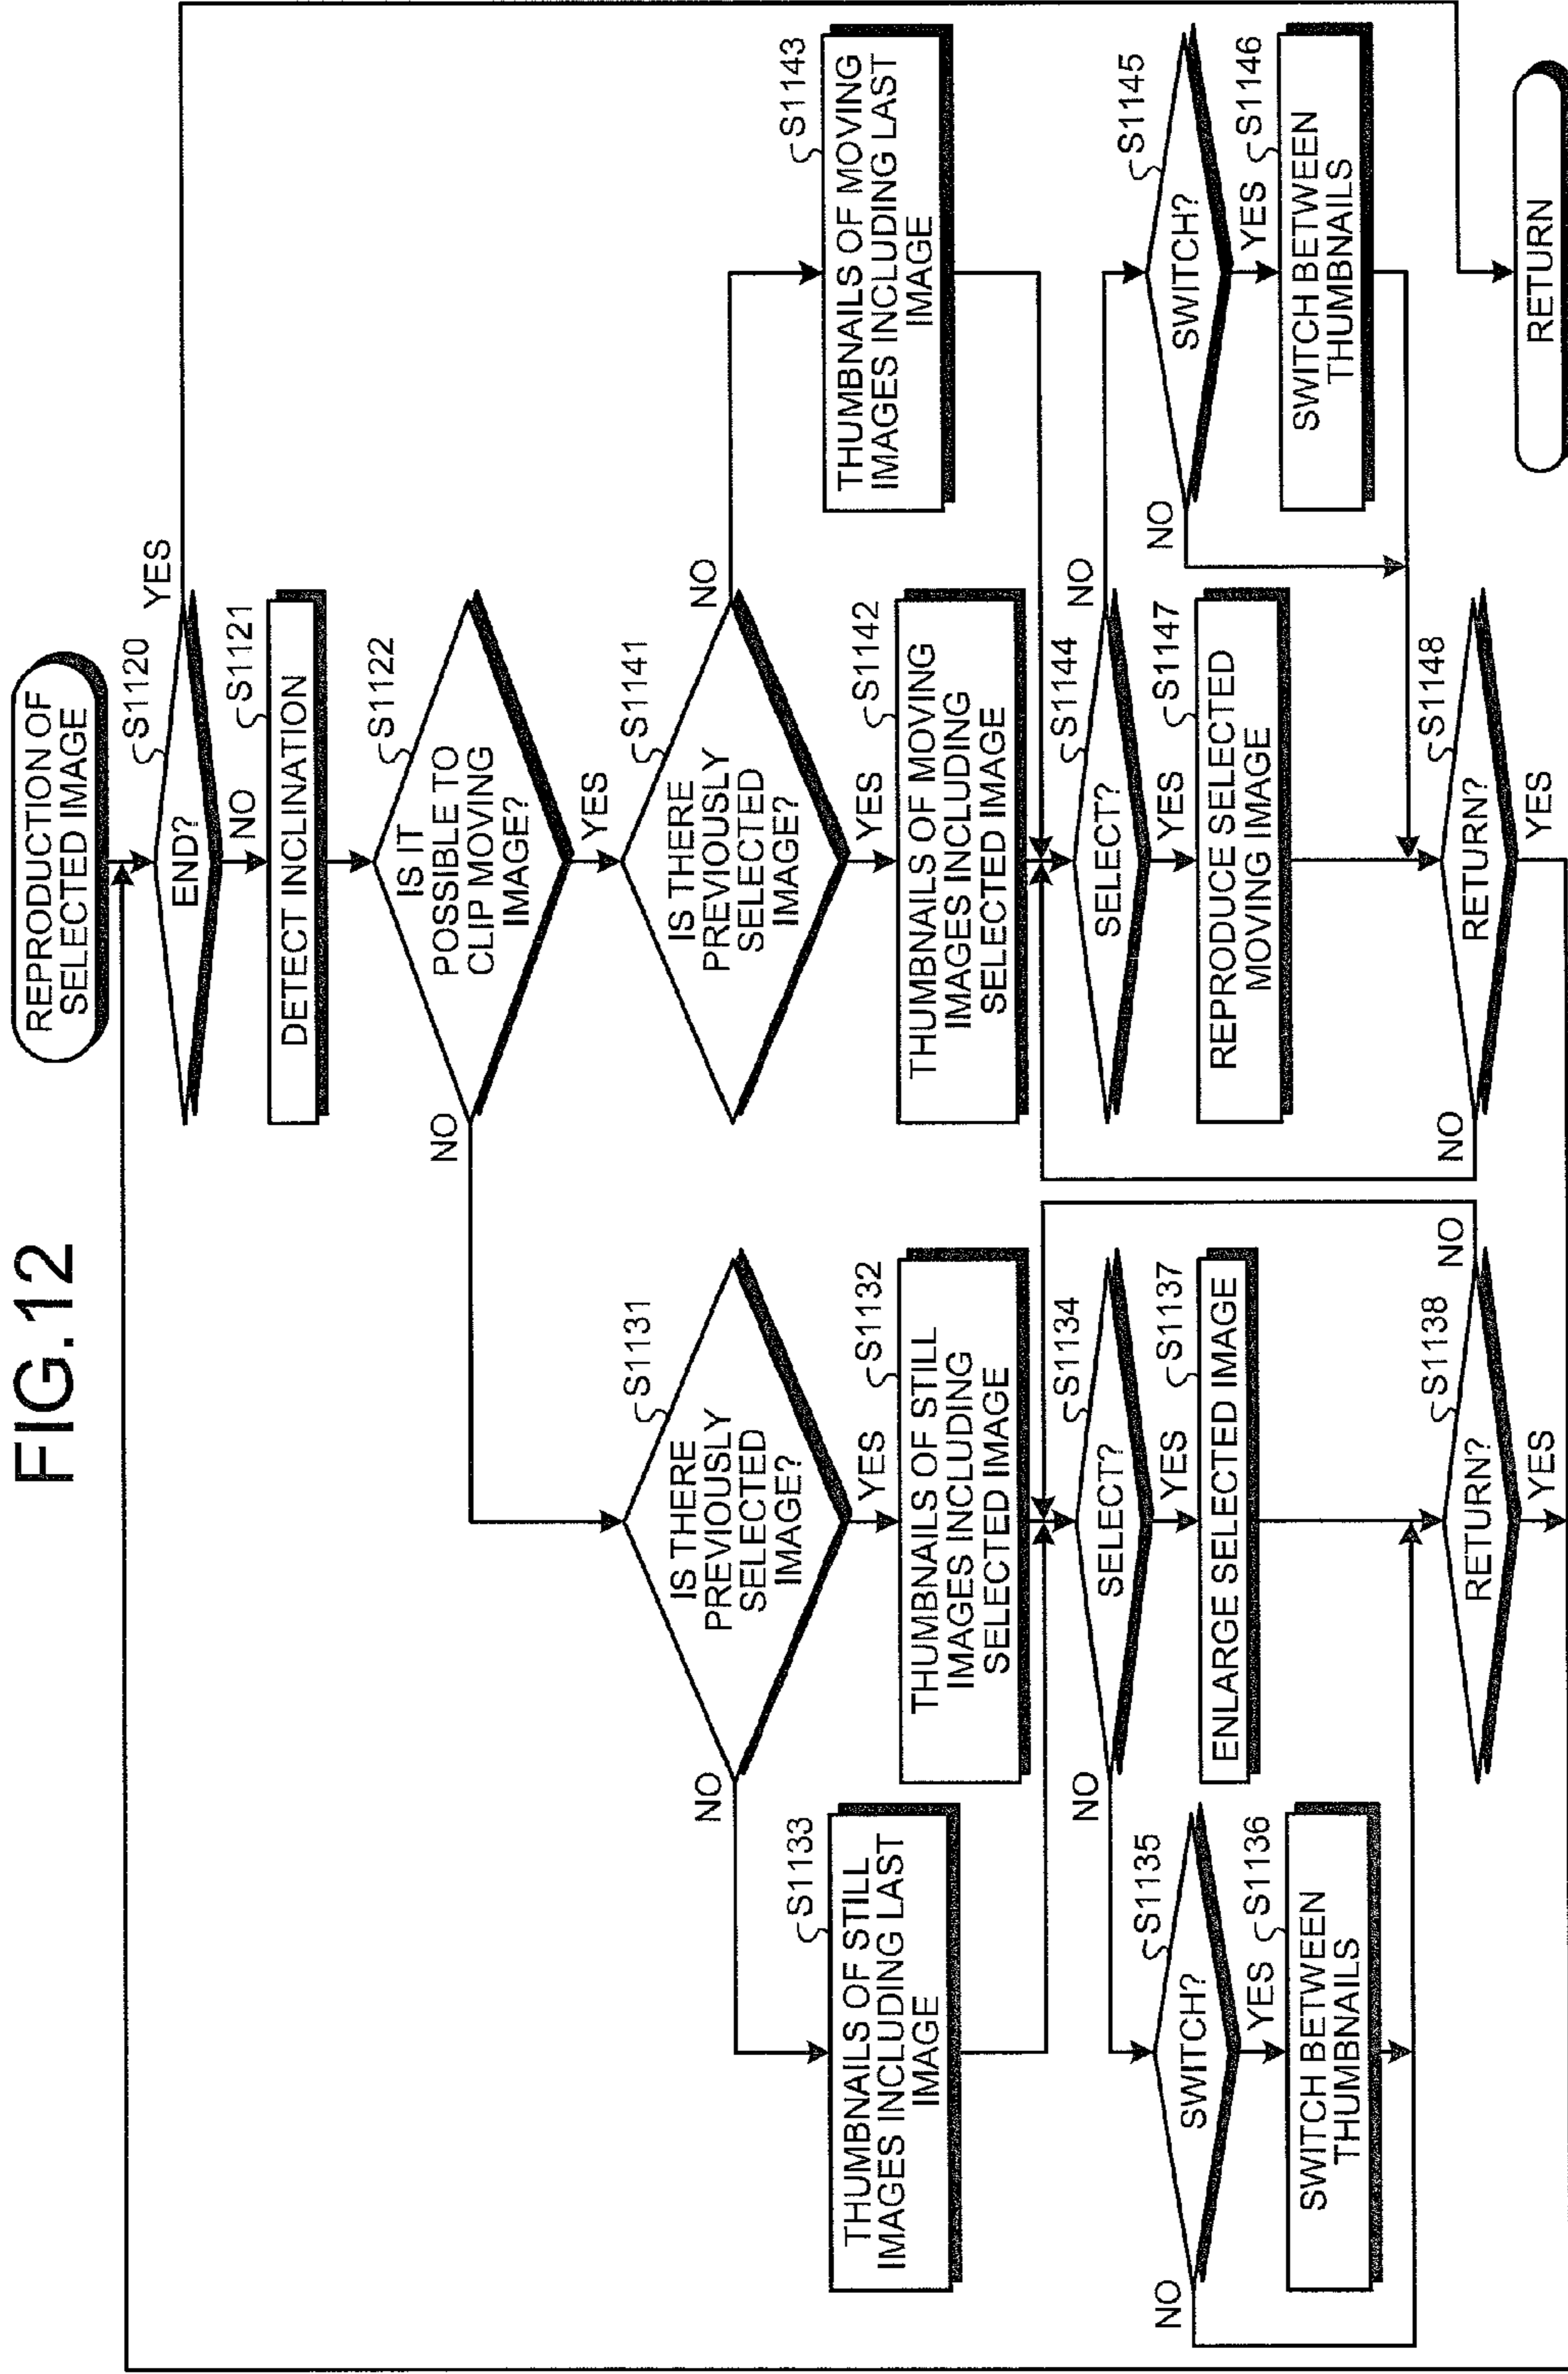 FIG.12
REPRODUCTION OF
SELECTED IMAGE
S1120
END?
YES
NO
S1121
DETECT INCLINATION
S1122
IS IT
POSSIBLE TO
CLIP MOVING
IMAGE?
NO
YES
S1131
IS THERE
PREVIOUSLY
SELECTED
IMAGE?
NO
YES
S1141
IS THERE
PREVIOUSLY
SELECTED
IMAGE?
NO
YES
S1133
THUMBNAILS OF STILL
IMAGES INCLUDING LAST
IMAGE
S1132
THUMBNAILS OF STILL
IMAGES INCLUDING
SELECTED IMAGE
S1142
THUMBNAILS OF MOVING
IMAGES INCLUDING
SELECTED IMAGE
S1143
THUMBNAILS OF MOVING
IMAGES INCLUDING LAST
IMAGE
S1134
SELECT?
NO
YES
S1144
SELECT?
NO
YES
S1135
SWITCH?
NO
YES
S1136
SWITCH BETWEEN
THUMBNAILS
S1137
ENLARGE SELECTED IMAGE
S1147
REPRODUCE SELECTED
MOVING IMAGE
S1145
SWITCH?
NO
YES
S1146
SWITCH BETWEEN
THUMBNAILS
S1138
RETURN?
NO
YES
S1148
RETURN?
NO
YES
RETURN